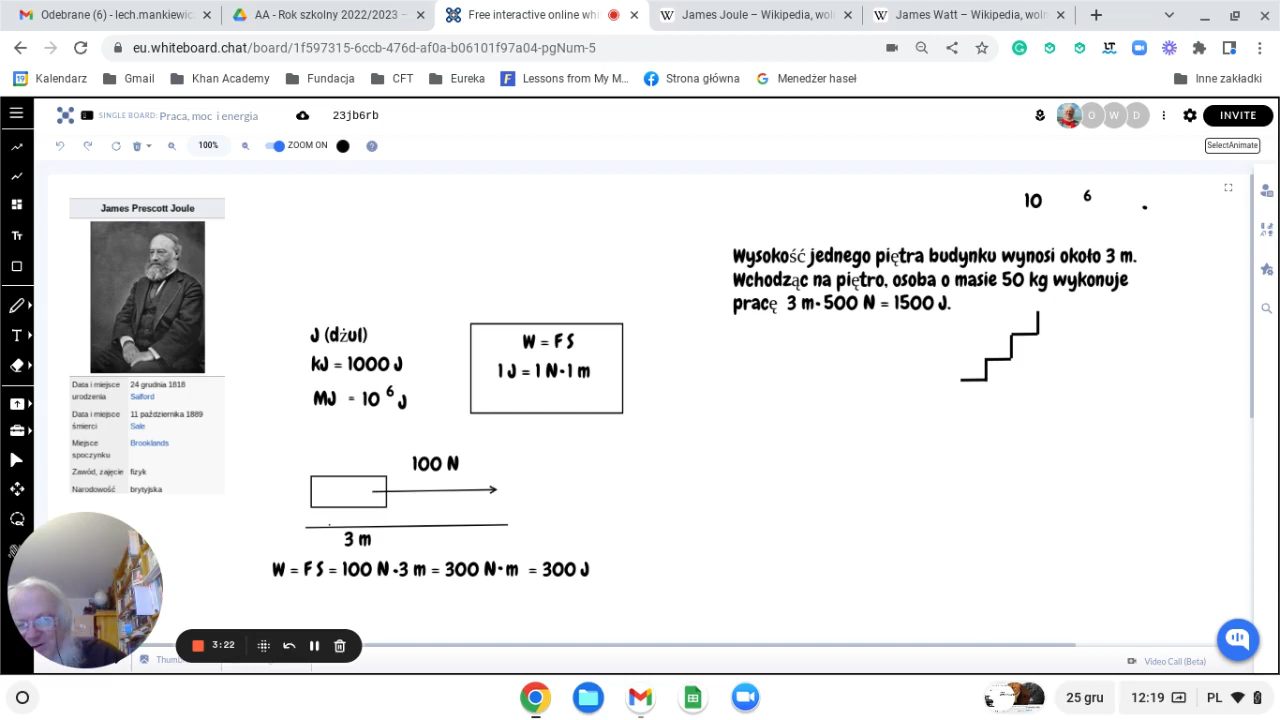 Odebrane (6) - lech.mankiewic
AA - Rok szkolny 2022/2023 –
Free interactive online whi
James Joule – Wikipedia, wol
James Watt – Wikipedia, woln
eu.whiteboard.chat/board/1f597315-6ccb-476d-af0a-b06101f97a04-pgNum-5
Kalendarz
Gmail
Khan Academy
Fundacja
CFT
Eureka
Lessons from My M...
Strona główna
Menedżer haseł
Inne zakładki
SINGLE BOARD: Praca, moc i energia
23jb6rb
O W D
INVITE
100%
ZOOM ON
SelectAnimate
James Prescott Joule
Data i miejsce urodzenia
24 grudnia 1818
Salford
Data i miejsce śmierci
11 października 1889
Sale
Miejsce spoczynku
Brooklands
Zawód, zajęcie fizyk
Narodowość brytyjska
J (dżul)
kJ = 1000 J
MJ = 10 6 J
W = F S
1 J = 1 N·1 m
100 N
3 m
W = F S = 100 N ·3 m = 300 N·m = 300 J
10 6 .
Wysokość jednego piętra budynku wynosi około 3 m.
Wchodząc na piętro, osoba o masie 50 kg wykonuje
pracę 3 m·500 N = 1500 J.
3:22
Thumb
Video Call (Beta)
25 gru
12:19
PL